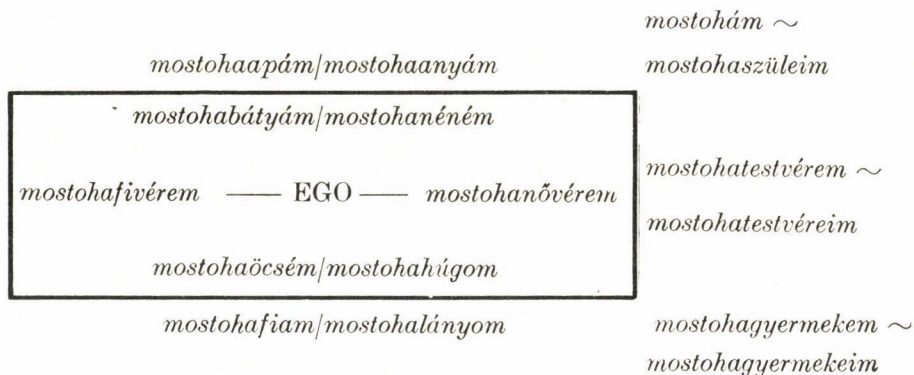 mostohám ~
mostohaapám/mostohaanyám mostohaszüleim
mostohabátyám/mostohanéném
mostohatestvérem ~
mostohafivérem —— EGO —— mostohanővérem
mostohatestvéreim
mostohaöcsém/mostohahúgom
mostohafiam/mostohalányom mostohagyermekem ~
mostohagyermekeim